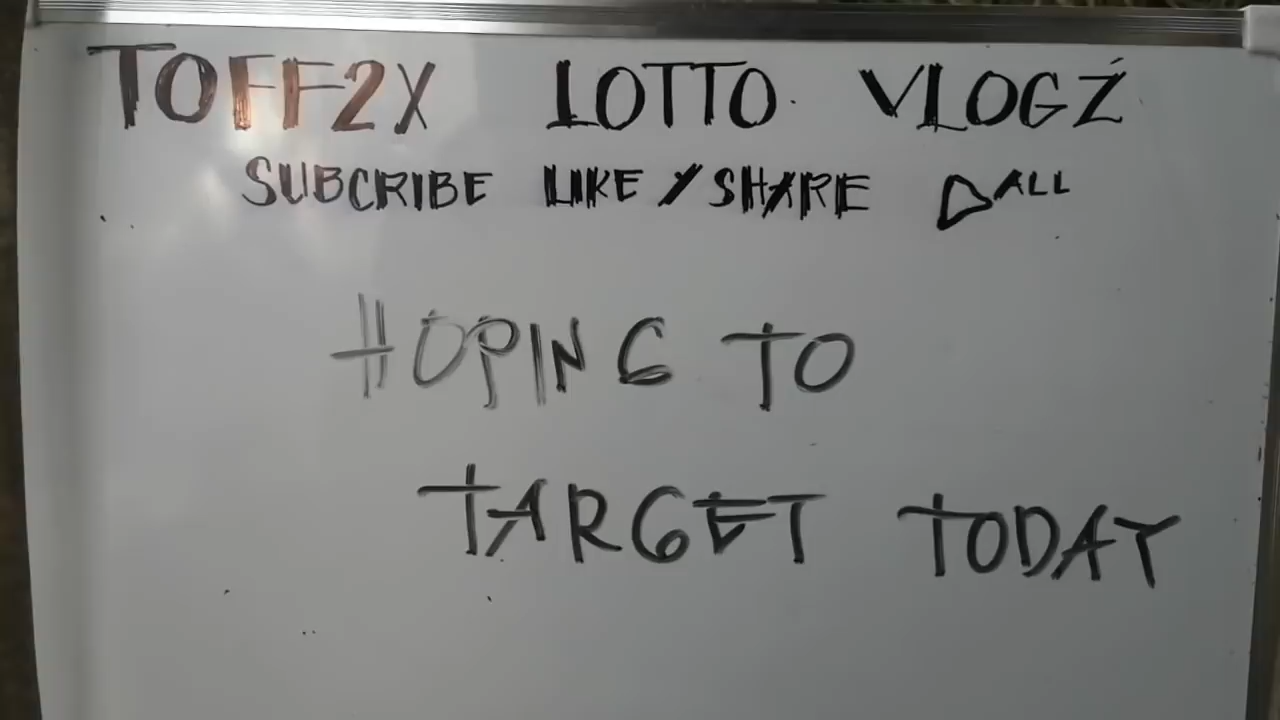 TOFF2X LOTTO VLOGZ
SUBCRIBE LIKE / SHARE ALL
HOPING TO
TARGET TODAY